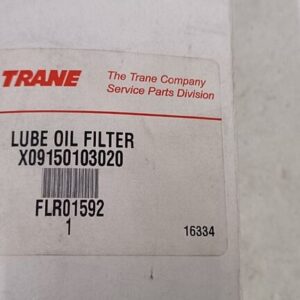 TRANE
The Trane Company
Service Parts Division
LUBE OIL FILTER
X09150103020
FLR01592
1
16334